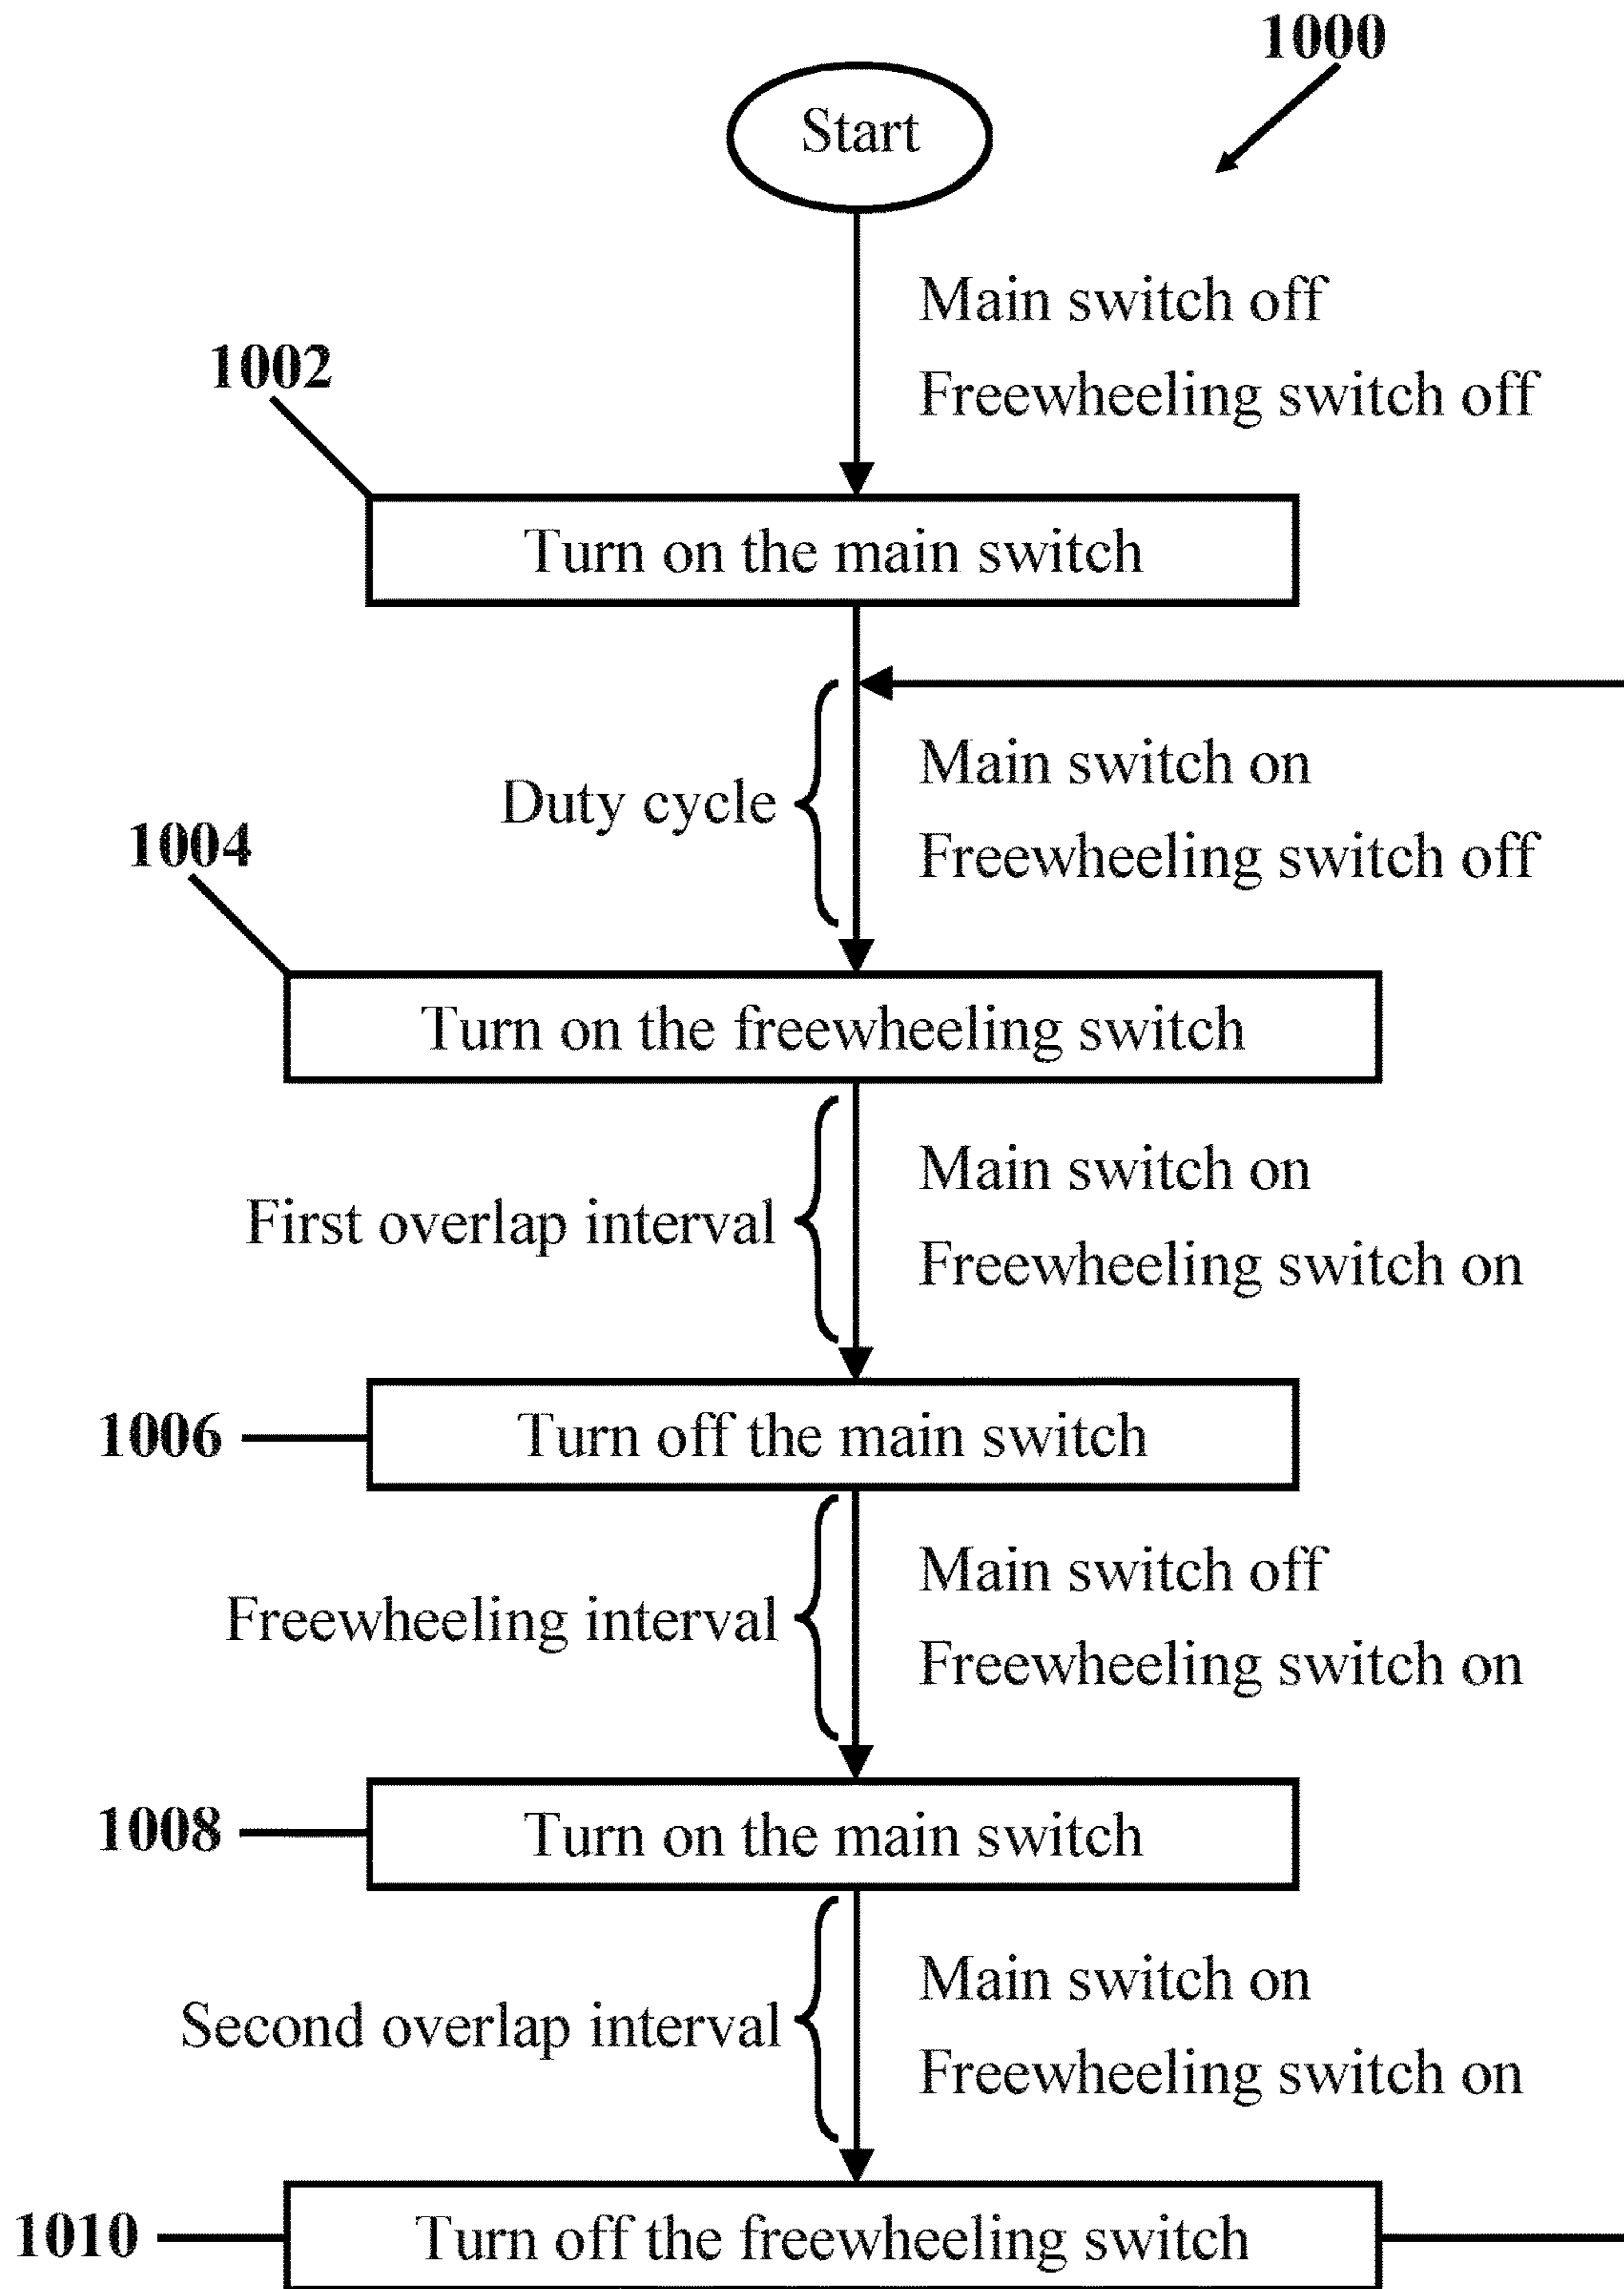 1000
Start
Main switch off
Freewheeling switch off
1002
Turn on the main switch
Duty cycle
Main switch on
Freewheeling switch off
1004
Turn on the freewheeling switch
First overlap interval
Main switch on
Freewheeling switch on
1006
Turn off the main switch
Freewheeling interval
Main switch off
Freewheeling switch on
1008
Turn on the main switch
Second overlap interval
Main switch on
Freewheeling switch on
1010
Turn off the freewheeling switch